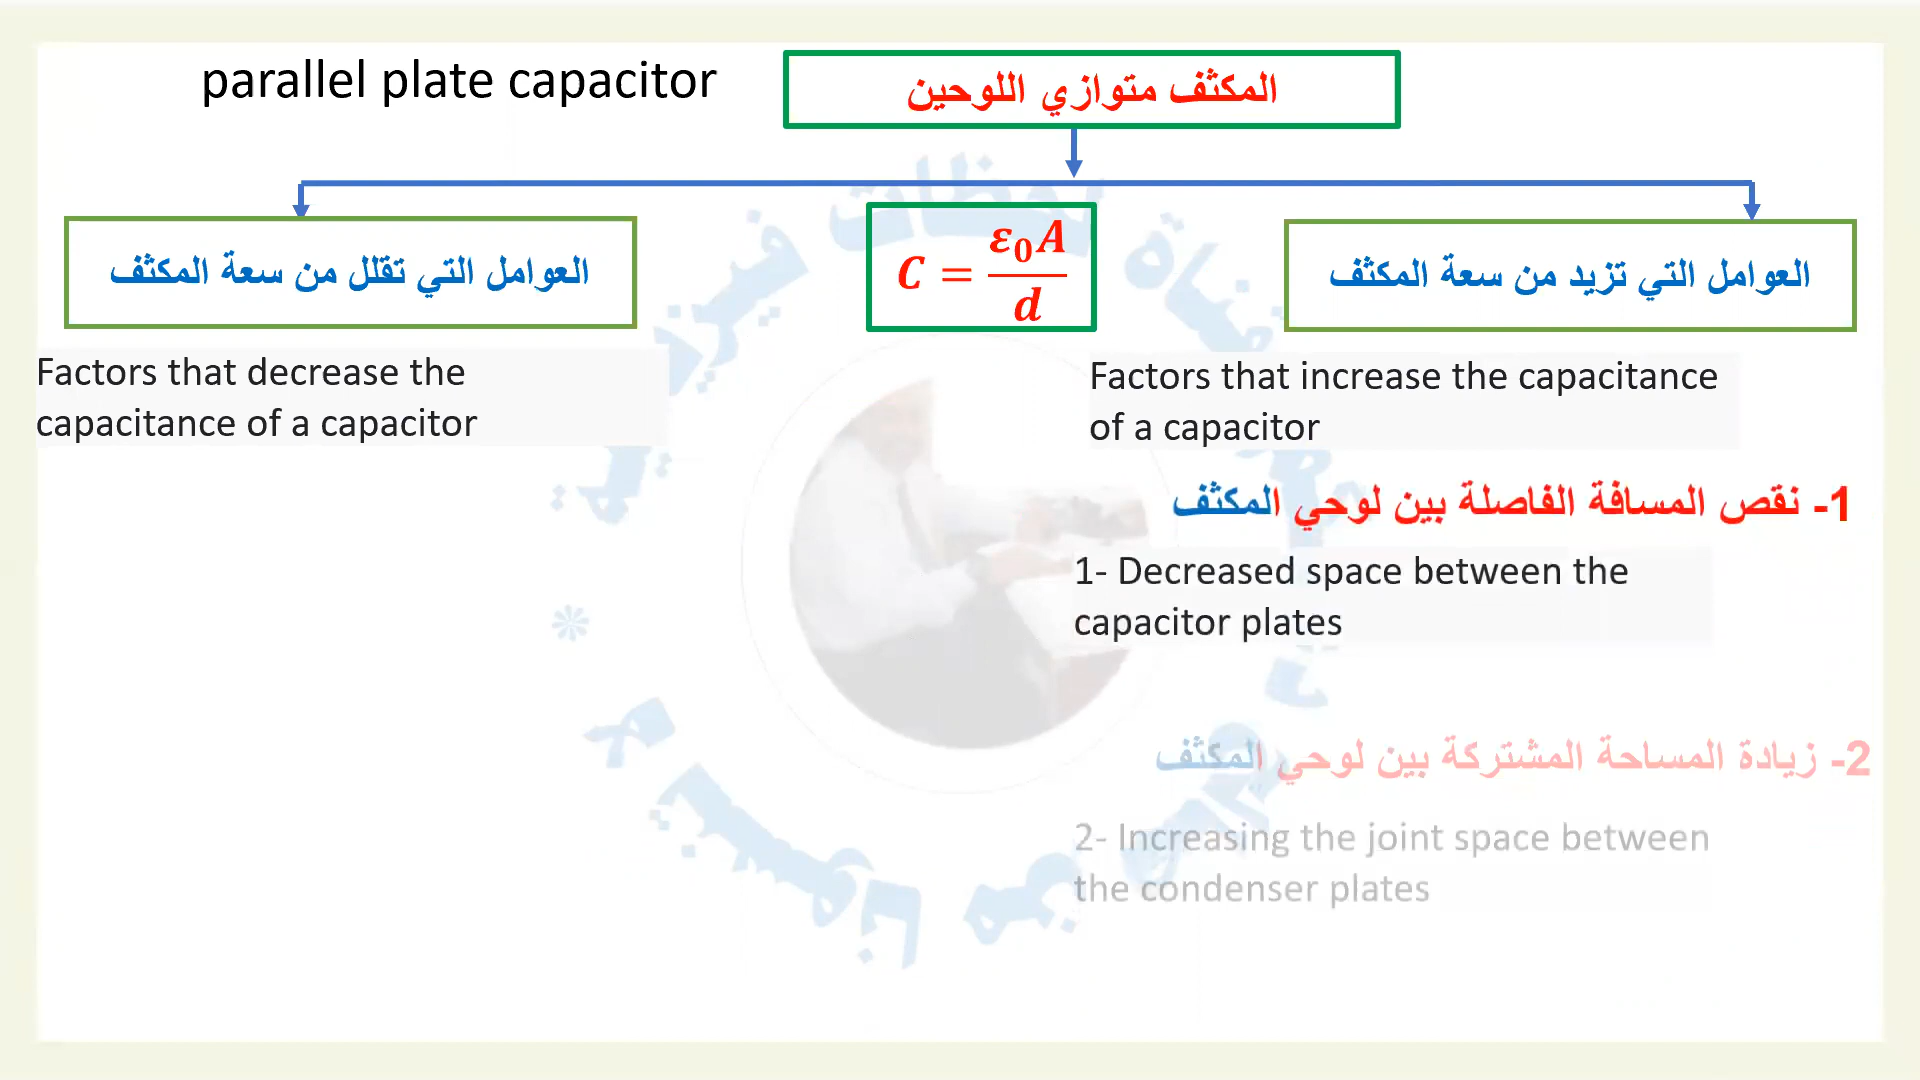 parallel plate capacitor
المكثف متوازي اللوحين
العوامل التي تقلل من سعة المكثف
C = ε₀A / d
العوامل التي تزيد من سعة المكثف
Factors that decrease the
capacitance of a capacitor
Factors that increase the capacitance
of a capacitor
1- نقص المسافة الفاصلة بين لوحي المكثف
1- Decreased space between the
capacitor plates
2- زيادة المساحة المشتركة بين لوحي المكثف
2- Increasing the joint space between
the condenser plates
قناة لحظات فيزيائية